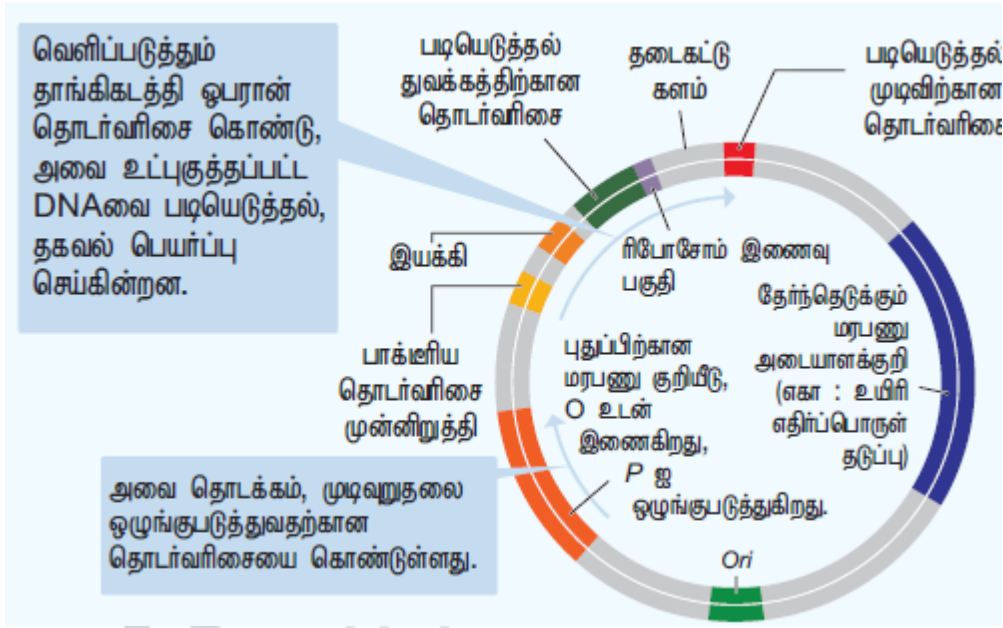 வெளிப்படுத்தும்
தாங்கிகடத்தி ஒபரான்
தொடர்வரிசை கொண்டு,
அவை உட்புகுத்தப்பட்ட
DNAவை படியெடுத்தல்,
தகவல் பெயர்ப்பு
செய்கின்றன.
படியெடுத்தல்
துவக்கத்திற்கான
தொடர்வரிசை
தடைகட்டு
களம்
படியெடுத்தல்
முடிவிற்கான
தொடர்வரிசை
இயக்கி
ரிபோசோம் இணைவு
பகுதி
பாக்டீரிய
தொடர்வரிசை
முன்னிறுத்தி
புதுப்பிற்கான
மரபணு குறியீடு,
O உடன்
இணைகிறது,
P ஐ
ஒழுங்குபடுத்துகிறது.
தேர்ந்தெடுக்கும்
மரபணு
அடையாளக்குறி
(எகா : உயிரி
எதிர்ப்பொருள்
தடுப்பு)
அவை தொடக்கம், முடிவுறுதலை
ஒழுங்குபடுத்துவதற்கான
தொடர்வரிசையை கொண்டுள்ளது.
Ori